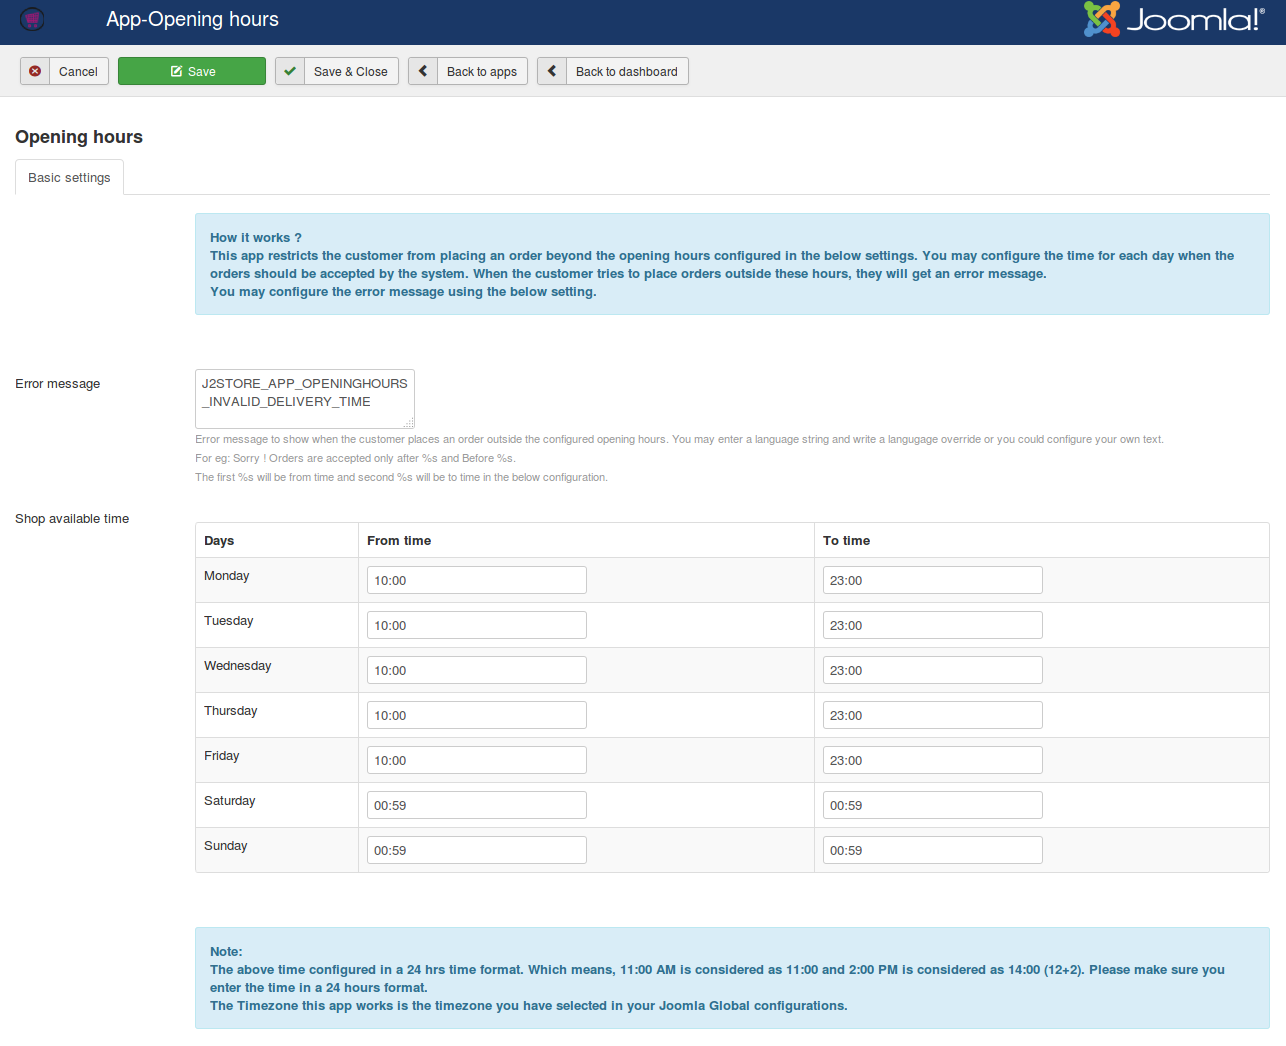 App-Opening hours
Joomla!®
Cancel
Save
Save & Close
Back to apps
Back to dashboard
Opening hours
Basic settings
How it works ?
This app restricts the customer from placing an order beyond the opening hours configured in the below settings. You may configure the time for each day when the
orders should be accepted by the system. When the customer tries to place orders outside these hours, they will get an error message.
You may configure the error message using the below setting.
Error message
J2STORE_APP_OPENINGHOURS
_INVALID_DELIVERY_TIME
Error message to show when the customer places an order outside the configured opening hours. You may enter a language string and write a langugage override or you could configure your own text.
For eg: Sorry ! Orders are accepted only after %s and Before %s.
The first %s will be from time and second %s will be to time in the below configuration.
Shop available time
Days From time To time
Monday 10:00 23:00
Tuesday 10:00 23:00
Wednesday 10:00 23:00
Thursday 10:00 23:00
Friday 10:00 23:00
Saturday 00:59 00:59
Sunday 00:59 00:59
Note:
The above time configured in a 24 hrs time format. Which means, 11:00 AM is considered as 11:00 and 2:00 PM is considered as 14:00 (12+2). Please make sure you
enter the time in a 24 hours format.
The Timezone this app works is the timezone you have selected in your Joomla Global configurations.